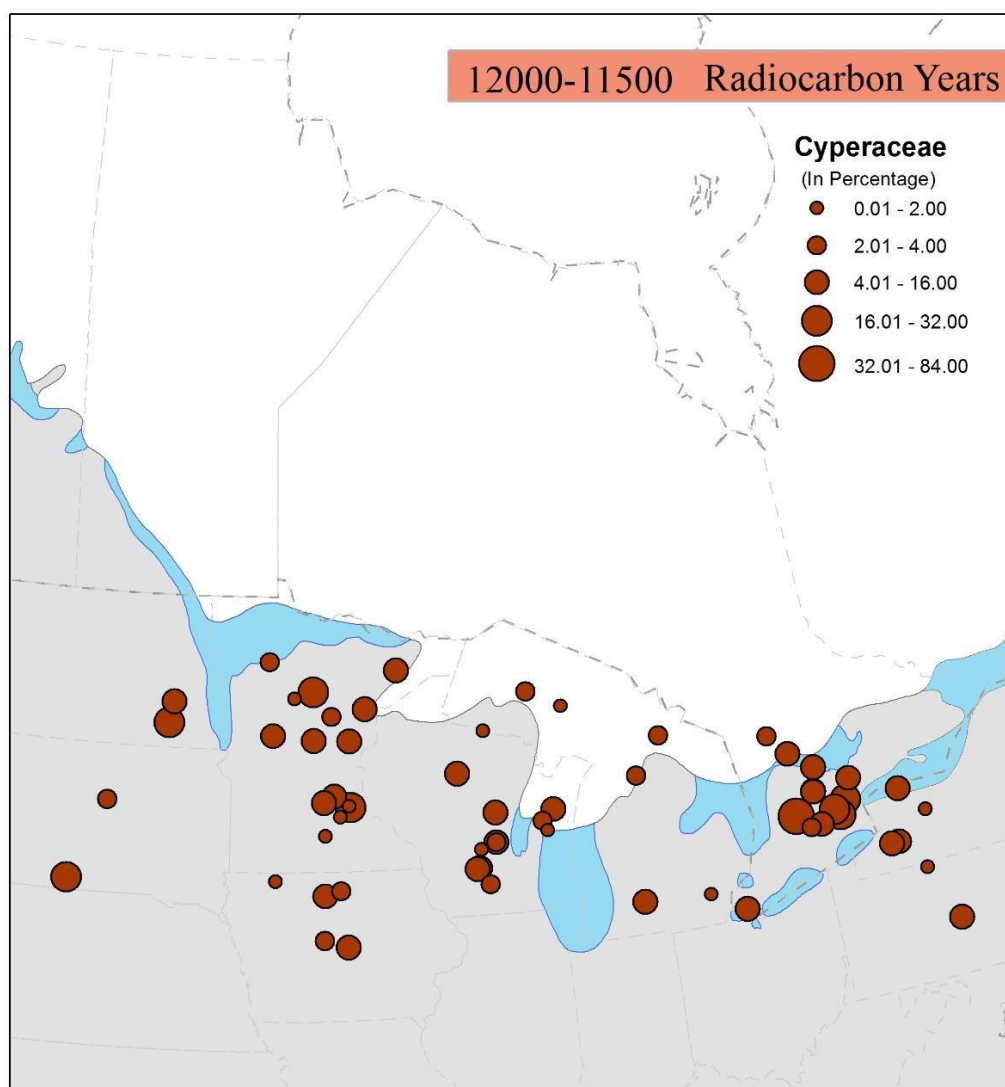 12000-11500 Radiocarbon Years
Cyperaceae
(In Percentage)
0.01 - 2.00
2.01 - 4.00
4.01 - 16.00
16.01 - 32.00
32.01 - 84.00